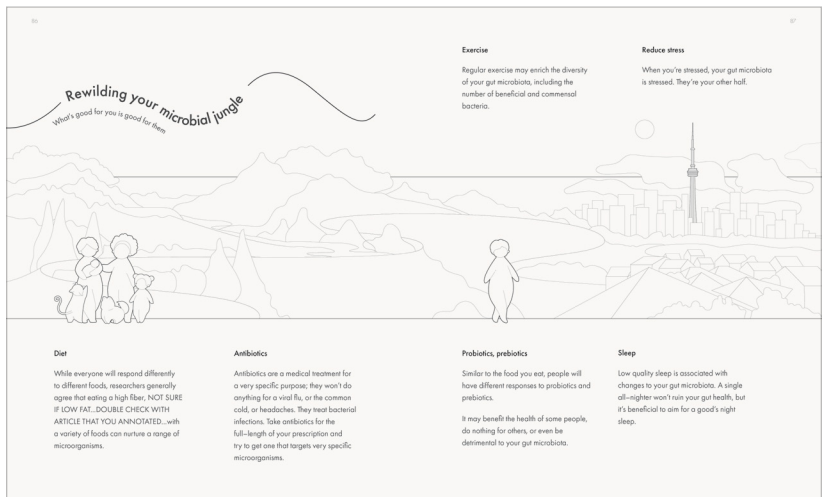 86
87
Rewilding your microbial jungle
What's good for you is good for them
Exercise
Regular exercise may enrich the diversity
of your gut microbiota, including the
number of beneficial and commensal
bacteria.
Reduce stress
When you're stressed, your gut microbiota
is stressed. They're your other half.
Diet
While everyone will respond differently
to different foods, researchers generally
agree that eating a high fiber, NOT SURE
IF LOW FAT...DOUBLE CHECK WITH
ARTICLE THAT YOU ANNOTATED...with
a variety of foods can nurture a range of
microorganisms.
Antibiotics
Antibiotics are a medical treatment for
a very specific purpose; they won't do
anything for a viral flu, or the common
cold, or headaches. They treat bacterial
infections. Take antibiotics for the
full–length of your prescription and
try to get one that targets very specific
microorganisms.
Probiotics, prebiotics
Similar to the food you eat, people will
have different responses to probiotics and
prebiotics.
It may benefit the health of some people,
do nothing for others, or even be
detrimental to your gut microbiota.
Sleep
Low quality sleep is associated with
changes to your gut microbiota. A single
all–nighter won't ruin your gut health, but
it's beneficial to aim for a good's night
sleep.